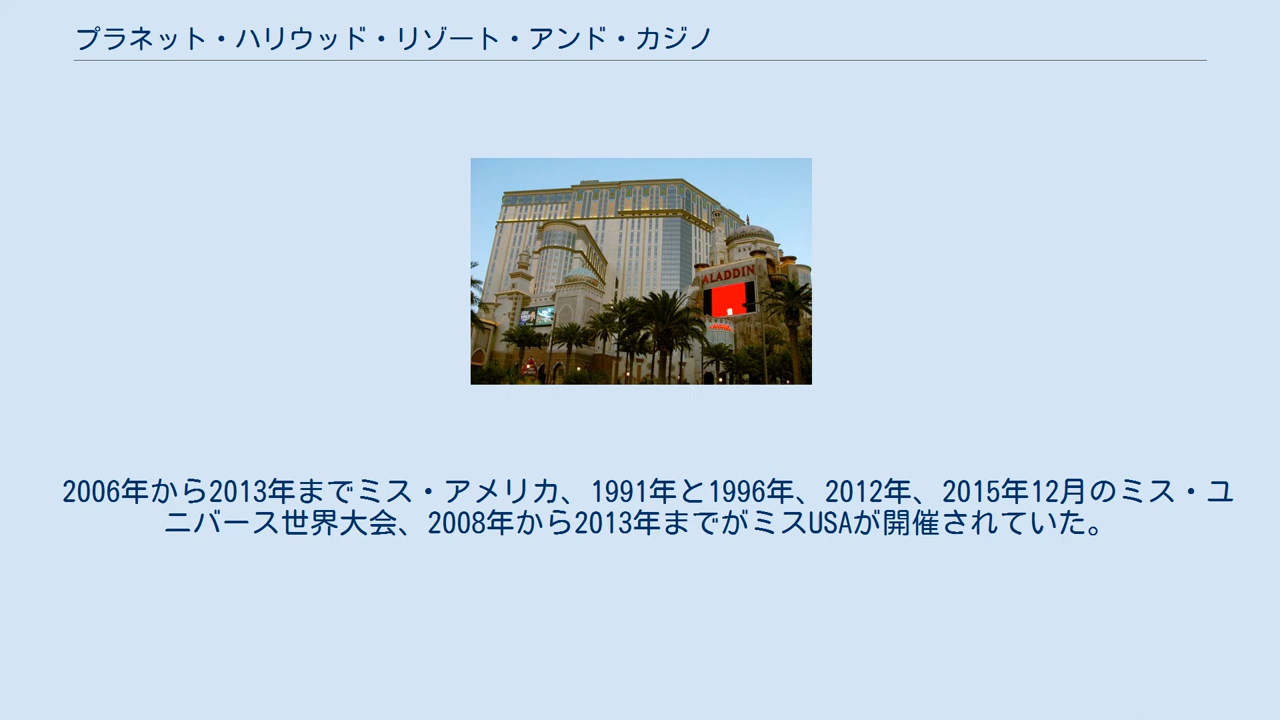 プラネット・ハリウッド・リゾート・アンド・カジノ
ALADDIN
2006年から2013年までミス・アメリカ、1991年と1996年、2012年、2015年12月のミス・ユ
ニバース世界大会、2008年から2013年までがミスUSAが開催されていた。